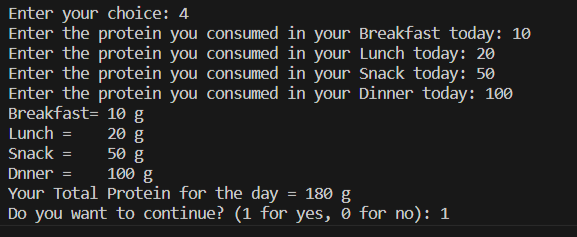 Enter your choice: 4
Enter the protein you consumed in your Breakfast today: 10
Enter the protein you consumed in your Lunch today: 20
Enter the protein you consumed in your Snack today: 50
Enter the protein you consumed in your Dinner today: 100
Breakfast= 10 g
Lunch =    20 g
Snack =    50 g
Dnner =    100 g
Your Total Protein for the day = 180 g
Do you want to continue? (1 for yes, 0 for no): 1